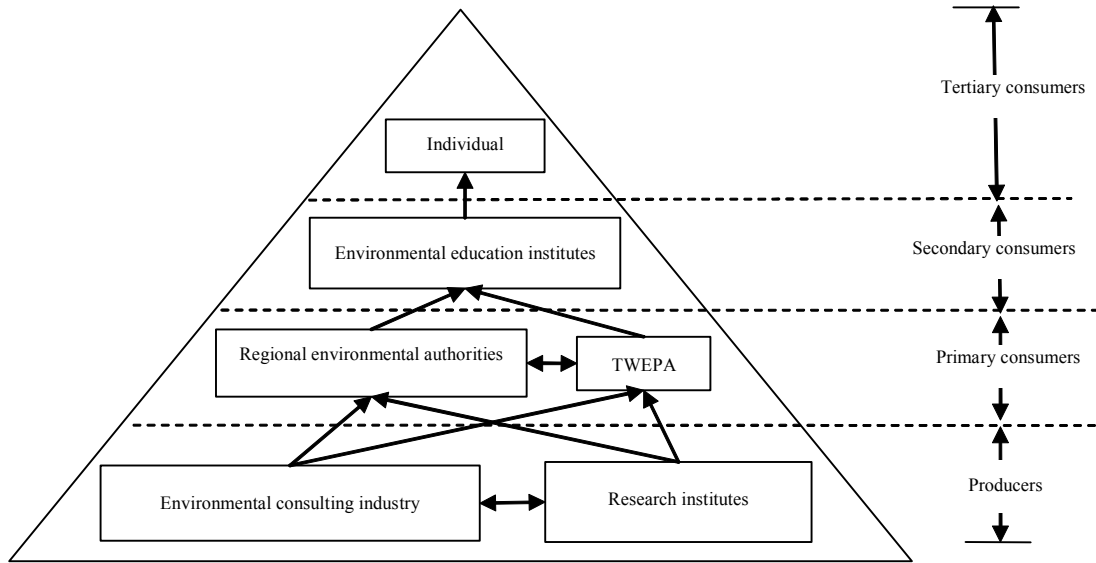 Tertiary consumers
Individual
Environmental education institutes
Secondary consumers
Regional environmental authorities
TWEPA
Primary consumers
Environmental consulting industry
Research institutes
Producers